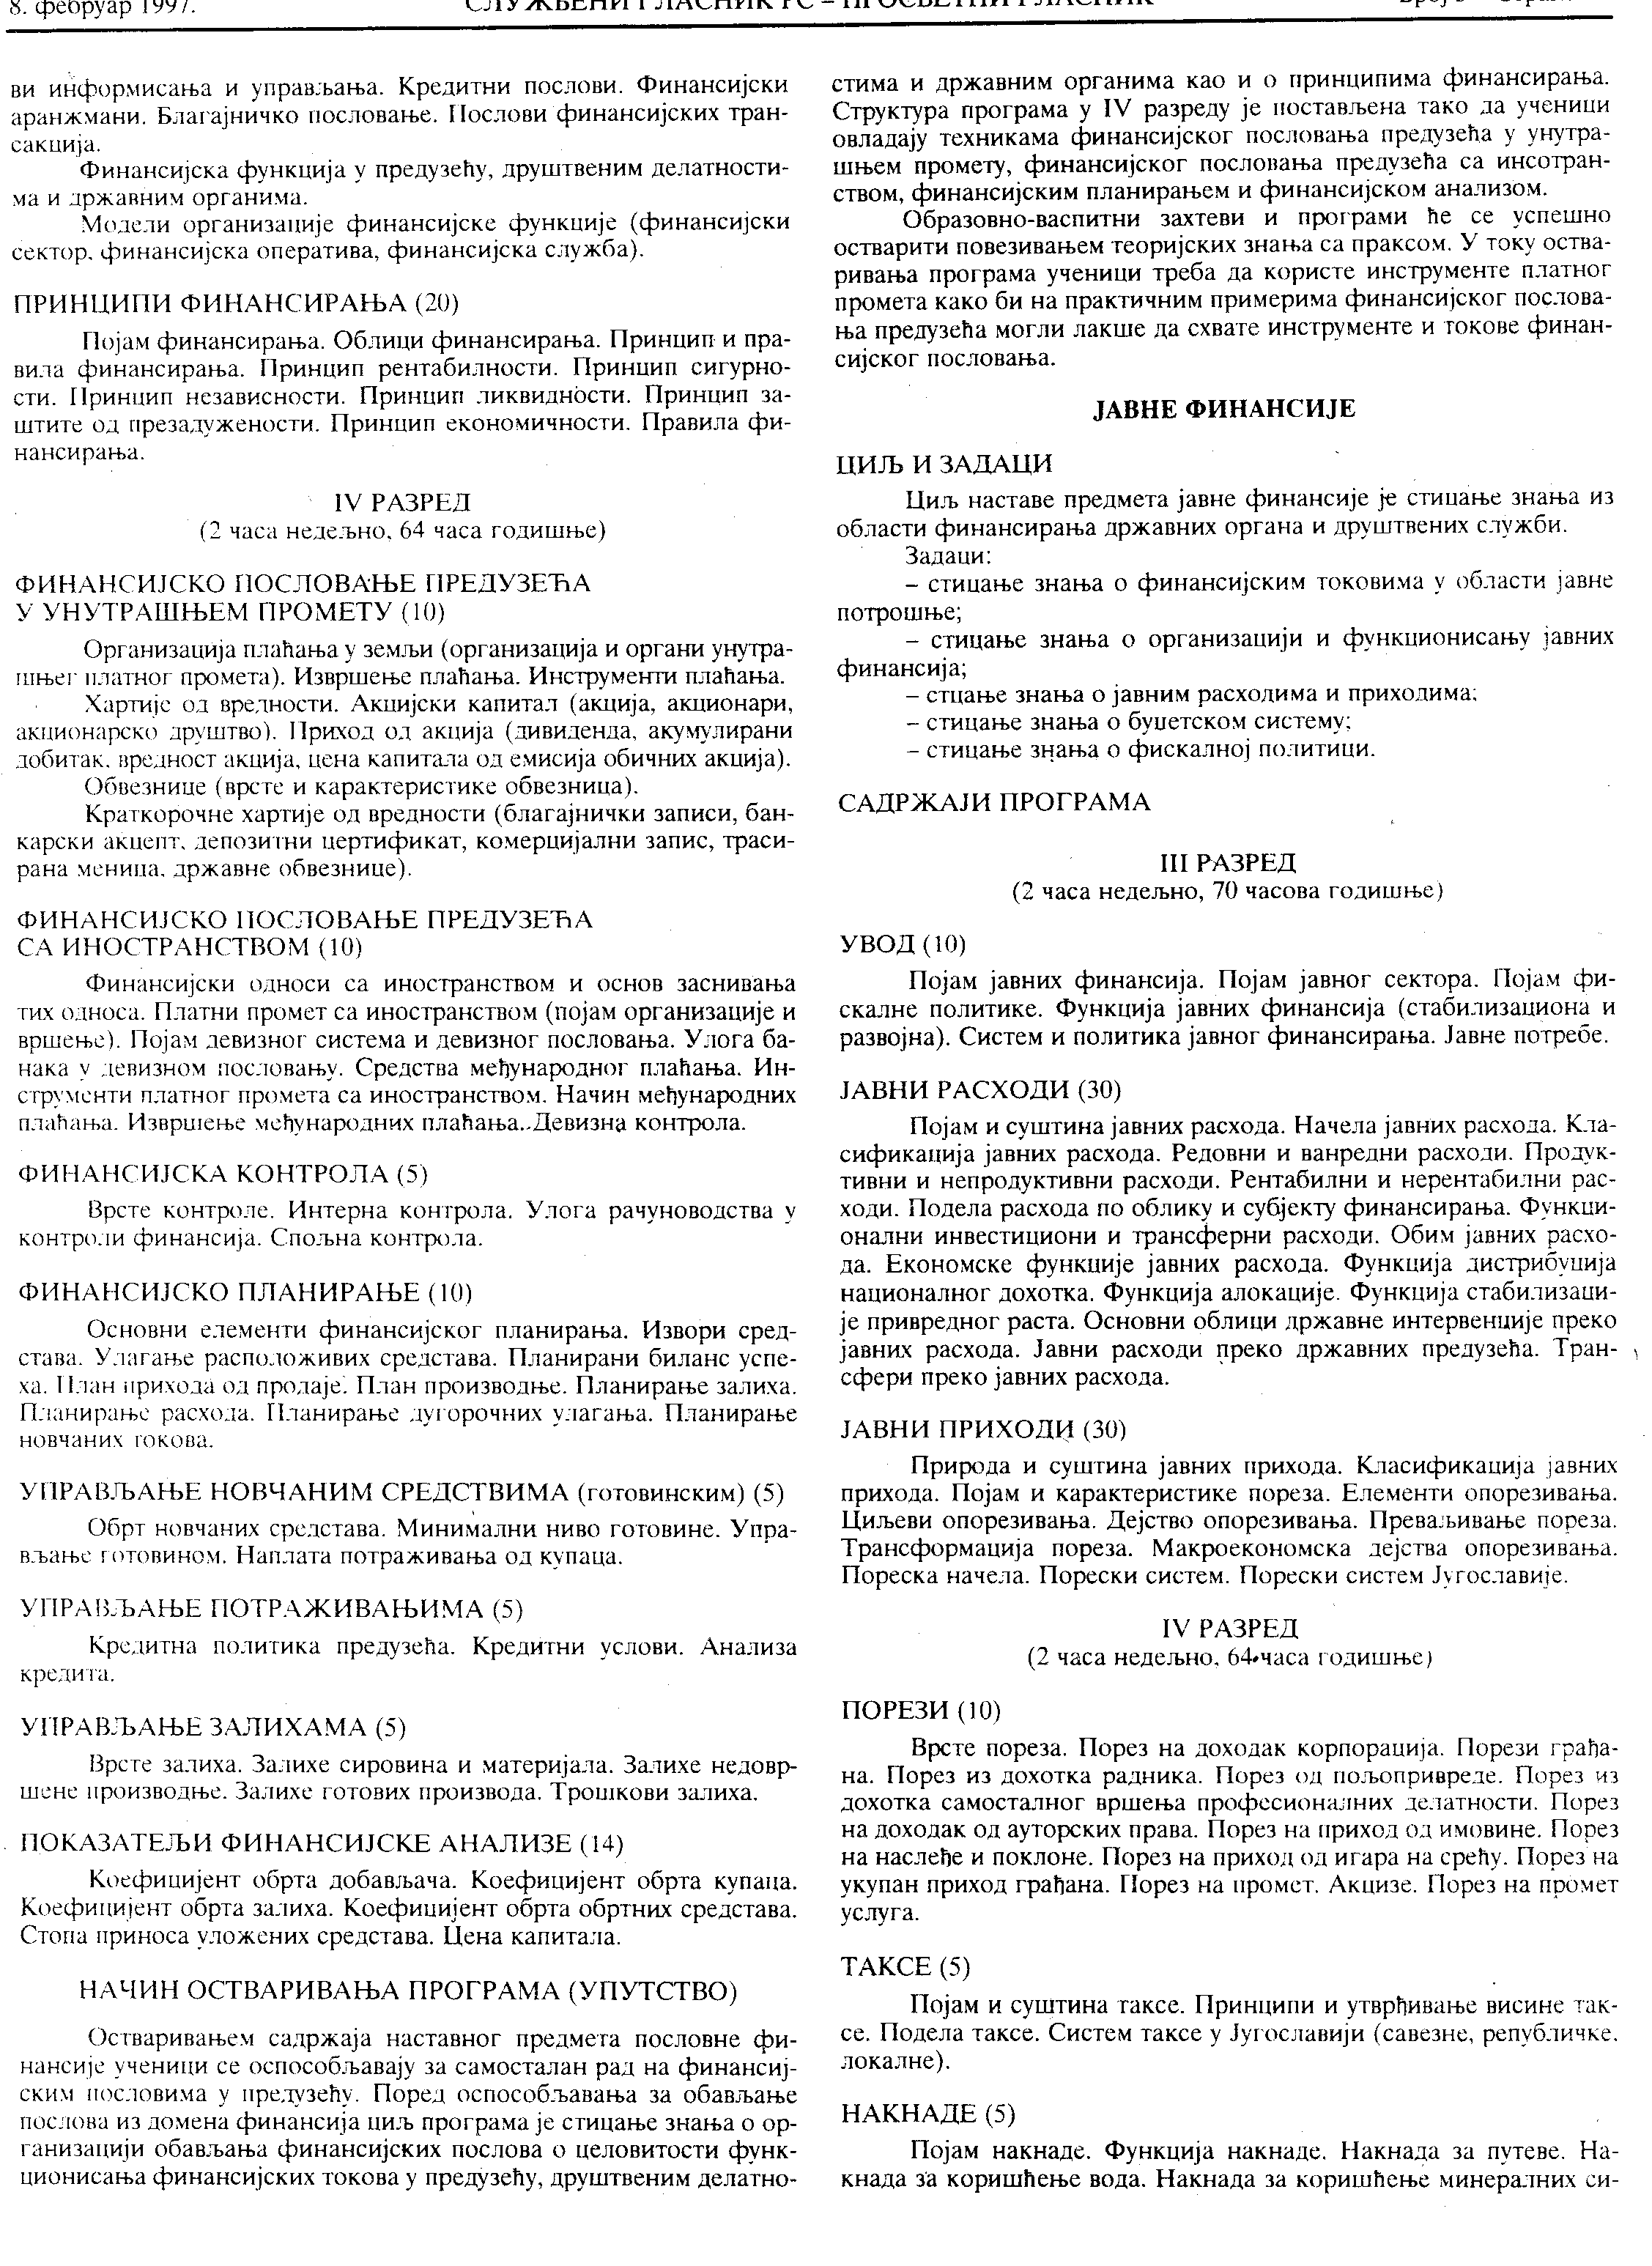 8. фебруар 1997.
СЛУЖБЕНИ ГЛАСНИК РС – ПРОСВЕТНИ ГЛАСНИК
ви информисања и управљања. Кредитни послови. Финансијски
аранжмани. Благајничко пословање. Послови финансијских тран-
сакција.
Финансијска функција у предузећу, друштвеним делатности-
ма и државним органима.
Модели организације финансијске функције (финансијски
сектор, финансијска оператива, финансијска служба).
ПРИНЦИПИ ФИНАНСИРАЊА (20)
Појам финансирања. Облици финансирања. Принцип и пра-
вила финансирања. Принцип рентабилности. Принцип сигурно-
сти. Принцип независности. Принцип ликвидности. Принцип за-
штите од презадужености. Принцип економичности. Правила фи-
нансирања.
IV РАЗРЕД
(2 часа недељно, 64 часа годишње)
ФИНАНСИЈСКО ПОСЛОВАЊЕ ПРЕДУЗЕЋА
У УНУТРАШЊЕМ ПРОМЕТУ (10)
Организација плаћања у земљи (организација и органи унутра-
шњег платног промета). Извршење плаћања. Инструменти плаћања.
Хартије од вредности. Акцијски капитал (акција, акционари,
акционарско друштво). Приход од акција (дивиденда, акумулирани
добитак, вредност акција, цена капитала од емисија обичних акција).
Обвезнице (врсте и карактеристике обвезница).
Краткорочне хартије од вредности (благајнички записи, бан-
карски акцепт, депозитни цертификат, комерцијални запис, траси-
рана меница, државне обвезнице).
ФИНАНСИЈСКО ПОСЛОВАЊЕ ПРЕДУЗЕЋА
СА ИНОСТРАНСТВОМ (10)
Финансијски односи са иностранством и основ заснивања
тих односа. Платни промет са иностранством (појам организације и
вршење). Појам девизног система и девизног пословања. Улога ба-
нака у девизном пословању. Средства међународног плаћања. Ин-
струменти платног промета са иностранством. Начин међународних
плаћања. Извршење међународних плаћања..Девизна контрола.
ФИНАНСИЈСКА КОНТРОЛА (5)
Врсте контроле. Интерна контрола. Улога рачуноводства у
контроли финансија. Спољна контрола.
ФИНАНСИЈСКО ПЛАНИРАЊЕ (10)
Основни елементи финансијског планирања. Извори сред-
става. Улагање расположивих средстава. Планирани биланс успе-
ха. План прихода од продаје. План производње. Планирање залиха.
Планирање расхода. Планирање дугорочних улагања. Планирање
новчаних токова.
УПРАВЉАЊЕ НОВЧАНИМ СРЕДСТВИМА (готовинским) (5)
Обрт новчаних средстава. Минимални ниво готовине. Упра-
вљање готовином. Наплата потраживања од купаца.
УПРАВЉАЊЕ ПОТРАЖИВАЊИМА (5)
Кредитна политика предузећа. Кредитни услови. Анализа
кредита.
УПРАВЉАЊЕ ЗАЛИХАМА (5)
Врсте залиха. Залихе сировина и материјала. Залихе недовр-
шене производње. Залихе готових производа. Трошкови залиха.
ПОКАЗАТЕЉИ ФИНАНСИЈСКЕ АНАЛИЗЕ (14)
Коефицијент обрта добављача. Коефицијент обрта купаца.
Коефицијент обрта залиха. Коефицијент обрта обртних средстава.
Стопа приноса уложених средстава. Цена капитала.
НАЧИН ОСТВАРИВАЊА ПРОГРАМА (УПУТСТВО)
Остваривањем садржаја наставног предмета пословне фи-
нансије ученици се оспособљавају за самосталан рад на финансиј-
ским пословима у предузећу. Поред оспособљавања за обављање
послова из домена финансија циљ програма је стицање знања о ор-
ганизацији обављања финансијских послова о целовитости функ-
ционисања финансијских токова у предузећу, друштвеним делатно-
стима и државним органима као и о принципима финансирања.
Структура програма у IV разреду је постављена тако да ученици
овладају техникама финансијског пословања предузећа у унутра-
шњем промету, финансијског пословања предузећа са инсотран-
ством, финансијским планирањем и финансијском анализом.
Образовно-васпитни захтеви и програми ће се успешно
остварити повезивањем теоријских знања са праксом. У току оства-
ривања програма ученици треба да користе инструменте платног
промета како би на практичним примерима финансијског послова-
ња предузећа могли лакше да схвате инструменте и токове финан-
сијског пословања.
ЈАВНЕ ФИНАНСИЈЕ
ЦИЉ И ЗАДАЦИ
Циљ наставе предмета јавне финансије је стицање знања из
области финансирања државних органа и друштвених служби.
Задаци:
– стицање знања о финансијским токовима у области јавне
потрошње;
– стицање знања о организацији и функционисању јавних
финансија;
– стцање знања о јавним расходима и приходима;
– стицање знања о буџетском систему;
– стицање знања о фискалној политици.
САДРЖАЈИ ПРОГРАМА
III РАЗРЕД
(2 часа недељно, 70 часова годишње)
УВОД (10)
Појам јавних финансија. Појам јавног сектора. Појам фи-
скалне политике. Функција јавних финансија (стабилизациона и
развојна). Систем и политика јавног финансирања. Јавне потребе.
ЈАВНИ РАСХОДИ (30)
Појам и суштина јавних расхода. Начела јавних расхода. Кла-
сификација јавних расхода. Редовни и ванредни расходи. Продук-
тивни и непродуктивни расходи. Рентабилни и нерентабилни рас-
ходи. Подела расхода по облику и субјекту финансирања. Функци-
онални инвестициони и трансферни расходи. Обим јавних расхо-
да. Економске функције јавних расхода. Функција дистрибуција
националног дохотка. Функција алокације. Функција стабилизаци-
је привредног раста. Основни облици државне интервенције преко
јавних расхода. Јавни расходи преко државних предузећа. Тран-
сфери преко јавних расхода.
ЈАВНИ ПРИХОДИ (30)
Природа и суштина јавних прихода. Класификација јавних
прихода. Појам и карактеристике пореза. Елементи опорезивања.
Циљеви опорезивања. Дејство опорезивања. Преваљивање пореза.
Трансформација пореза. Макроекономска дејства опорезивања.
Пореска начела. Порески систем. Порески систем Југославије.
IV РАЗРЕД
(2 часа недељно, 64 часа годишње)
ПОРЕЗИ (10)
Врсте пореза. Порез на доходак корпорација. Порези грађа-
на. Порез из дохотка радника. Порез од пољопривреде. Порез из
дохотка самосталног вршења професионалних делатности. Порез
на доходак од ауторских права. Порез на приход од имовине. Порез
на наслеђе и поклоне. Порез на приход од игара на срећу. Порез на
укупан приход грађана. Порез на промет. Акцизе. Порез на промет
услуга.
ТАКСЕ (5)
Појам и суштина таксе. Принципи и утврђивање висине так-
се. Подела таксе. Систем таксе у Југославији (савезне, републичке,
локалне).
НАКНАДЕ (5)
Појам накнаде. Функција накнаде. Накнада за путеве. На-
кнада за коришћење вода. Накнада за коришћење минералних си-